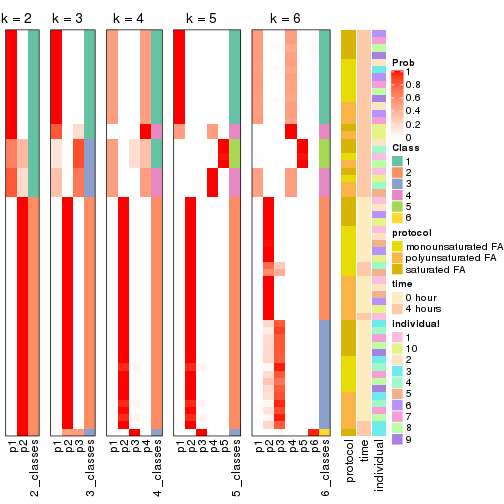 k = 2 k = 3 k = 4 k = 5 k = 6
Prob
1
0.8
0.6
0.4
0.2
0
Class
1
2
3
4
5
6
protocol
monounsaturated FA
polyunsaturated FA
saturated FA
time
0 hour
4 hours
individual
1
10
2
3
4
5
6
7
8
9
p1 p2 2_classes
p1 p2 p3 3_classes
p1 p2 p3 p4 4_classes
p1 p2 p3 p4 p5 5_classes
p1 p2 p3 p4 p5 p6 6_classes
protocol time individual